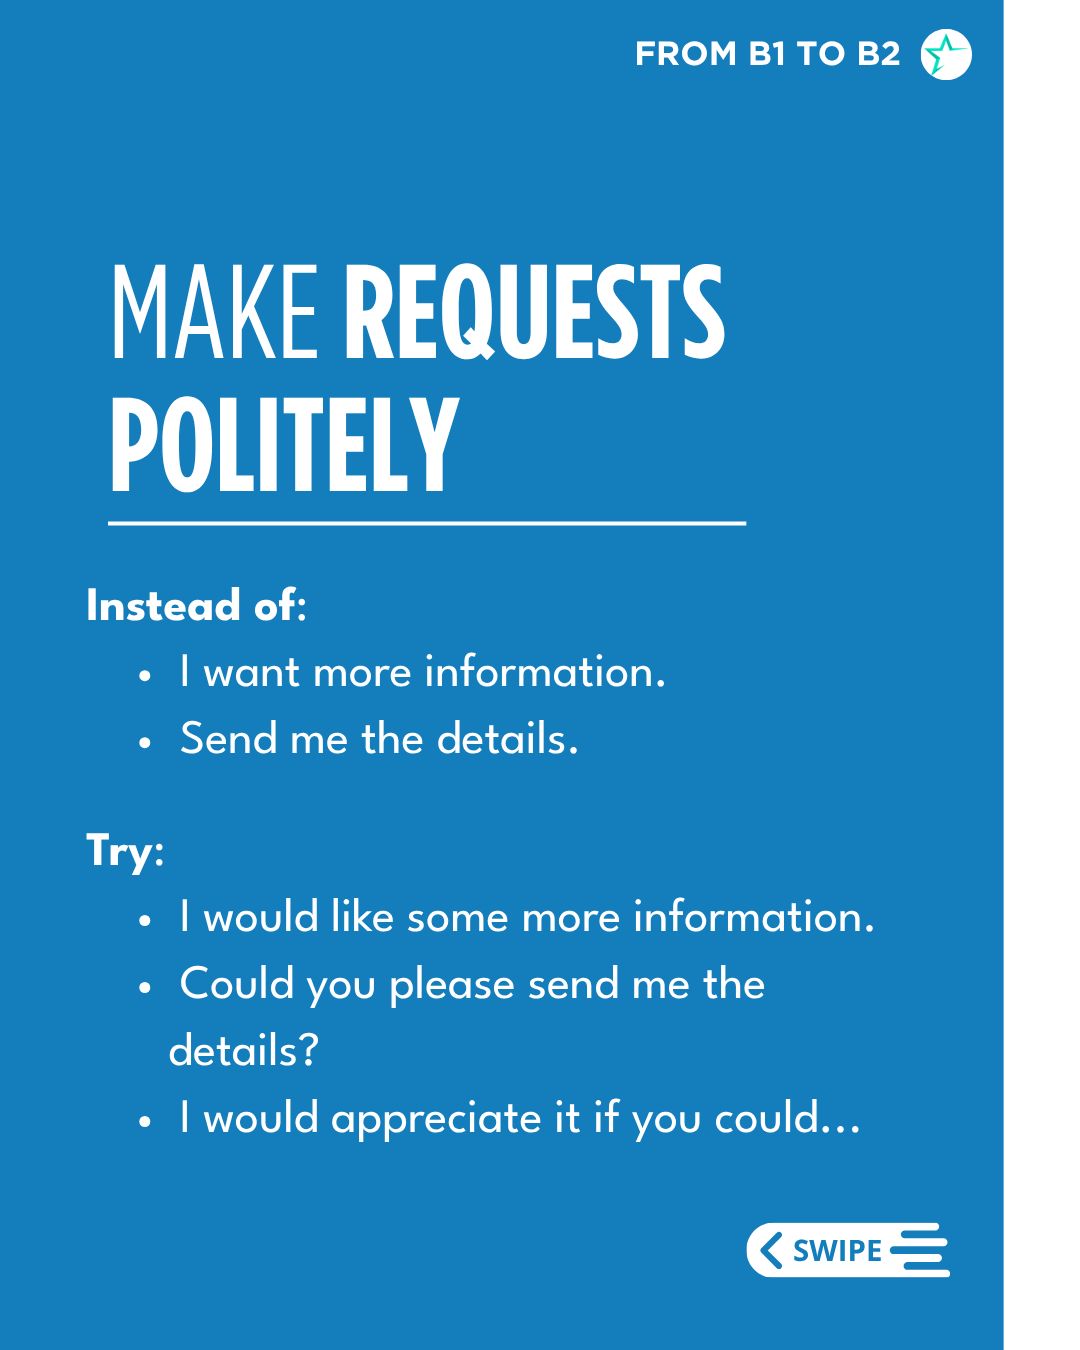 FROM B1 TO B2
MAKE REQUESTS
POLITELY
Instead of:
• I want more information.
• Send me the details.
Try:
• I would like some more information.
• Could you please send me the
details?
• I would appreciate it if you could...
SWIPE